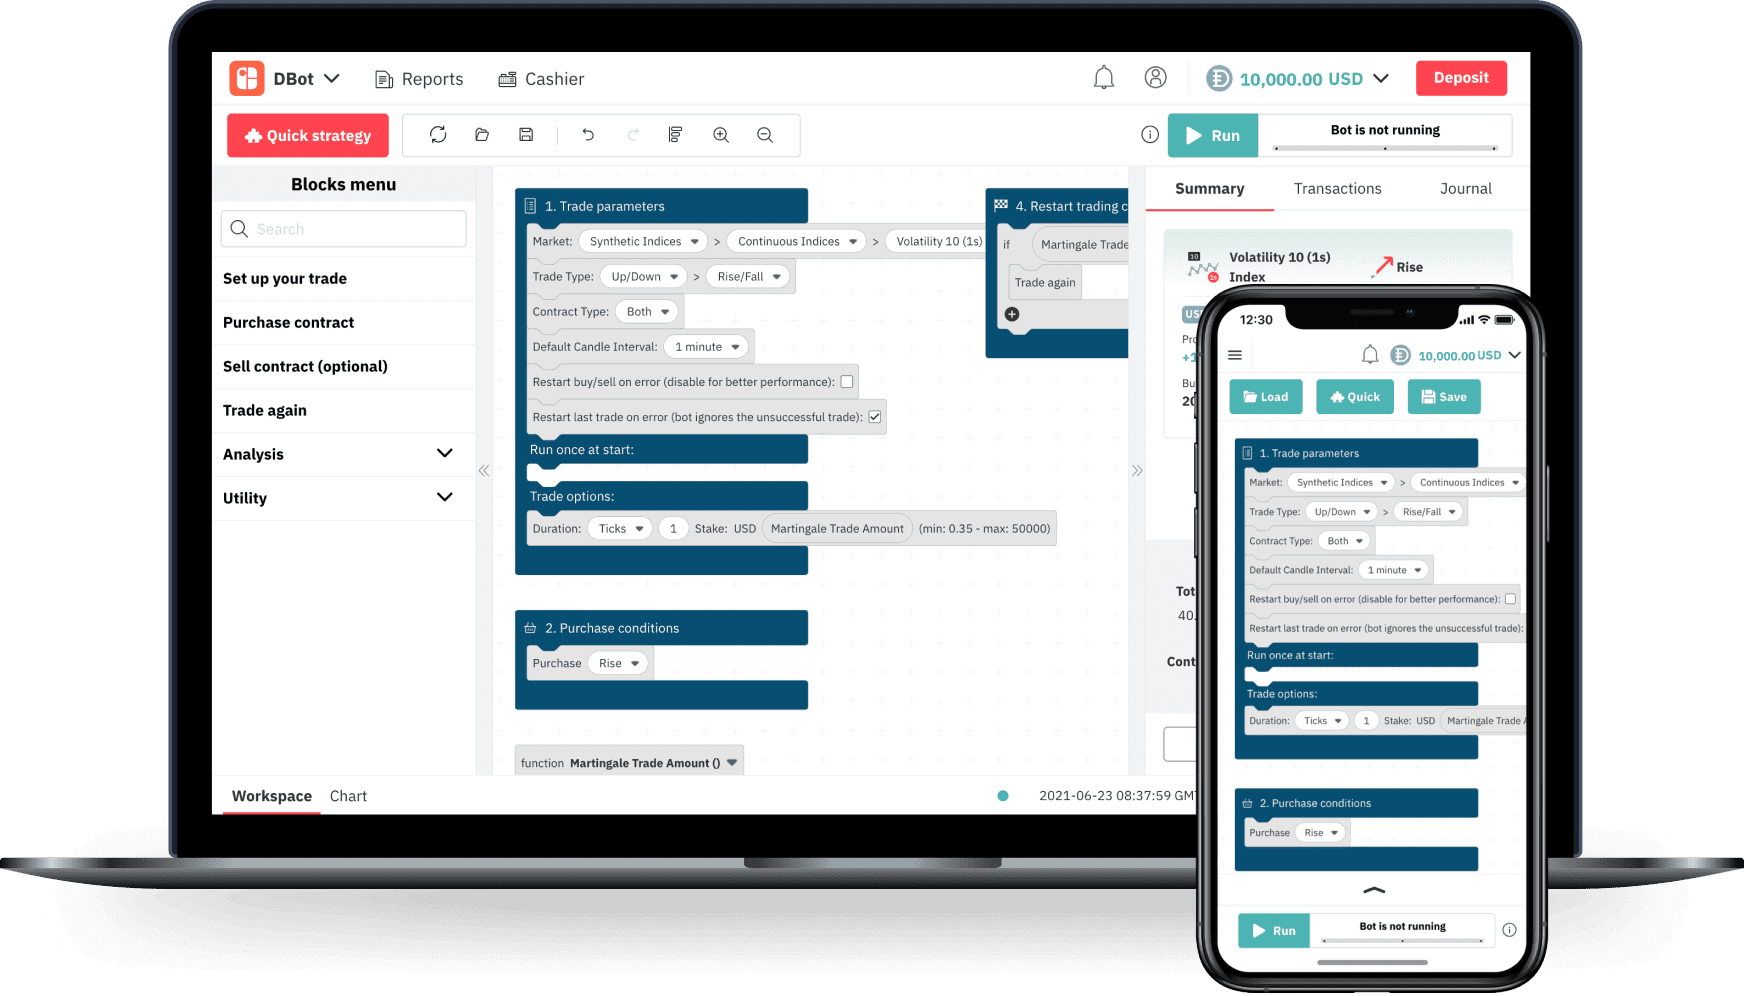 DBot
Reports
Cashier
10,000.00 USD
Deposit
Quick strategy
Run
Bot is not running
Blocks menu
Search
Set up your trade
Purchase contract
Sell contract (optional)
Trade again
Analysis
Utility
1. Trade parameters
Market: Synthetic Indices > Continuous Indices > Volatility 10 (1s)
Trade Type: Up/Down > Rise/Fall
Contract Type: Both
Default Candle Interval: 1 minute
Restart buy/sell on error (disable for better performance):
Restart last trade on error (bot ignores the unsuccessful trade):
Run once at start:
Trade options:
Duration: Ticks 1 Stake: USD Martingale Trade Amount (min: 0.35 - max: 50000)
2. Purchase conditions
Purchase Rise
function Martingale Trade Amount ()
4. Restart trading c
if Martingale Trade
Trade again
Summary
Transactions
Journal
10
1s
Volatility 10 (1s)
Index
Rise
Workspace
Chart
2021-06-23 08:37:59 GM
12:30
10,000.00 USD
Load
Quick
Save
1. Trade parameters
Market: Synthetic Indices > Continuous Indices
Trade Type: Up/Down > Rise/Fall
Contract Type: Both
Default Candle Interval: 1 minute
Restart buy/sell on error (disable for better performance):
Restart last trade on error (bot ignores the unsuccessful trade):
Run once at start:
Trade options:
Duration: Ticks 1 Stake: USD Martingale Trade
2. Purchase conditions
Purchase Rise
Run
Bot is not running